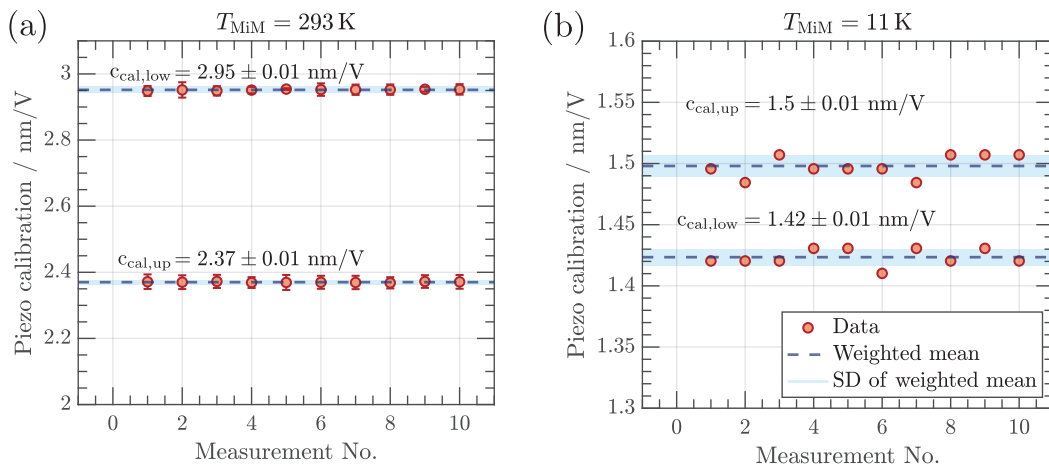 (a)
T_MiM = 293 K
Piezo calibration / nm/V
3
2.8
2.6
2.4
2.2
2
c_cal,low = 2.95 ± 0.01 nm/V
c_cal,up = 2.37 ± 0.01 nm/V
0 2 4 6 8 10
Measurement No.
(b)
T_MiM = 11 K
Piezo calibration / nm/V
1.6
1.55
1.5
1.45
1.4
1.35
1.3
c_cal,up = 1.5 ± 0.01 nm/V
c_cal,low = 1.42 ± 0.01 nm/V
Data
Weighted mean
SD of weighted mean
0 2 4 6 8 10
Measurement No.